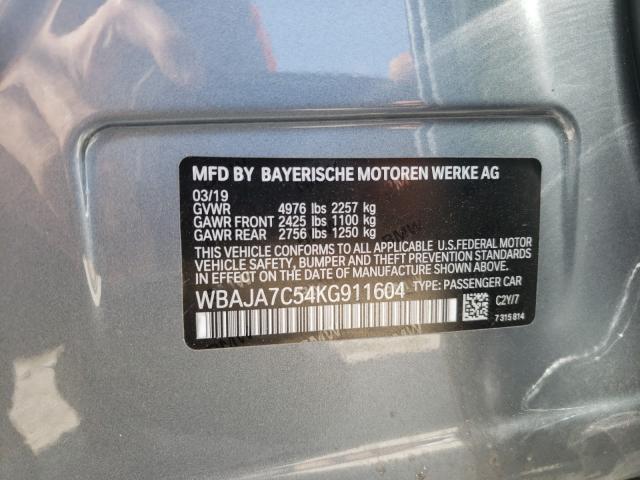 MFD BY BAYERISCHE MOTOREN WERKE AG
03/19
GVWR 4976 lbs 2257 kg
GAWR FRONT 2425 lbs 1100 kg
GAWR REAR 2756 lbs 1250 kg
THIS VEHICLE CONFORMS TO ALL APPLICABLE U.S.FEDERAL MOTOR
VEHICLE SAFETY, BUMPER, AND THEFT PREVENTION STANDARDS IN
EFFECT ON THE DATE OF MANUFACTURE SHOWN ABOVE.
WBAJA7C54KG911604 TYPE: PASSENGER CAR
C2Y/7
7 315 814